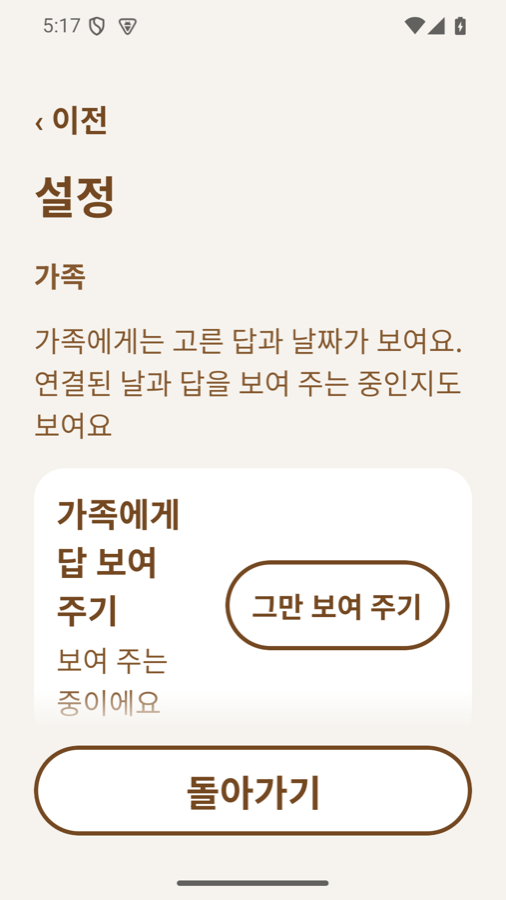 5:17
‹ 이전
설정
가족
가족에게는 고른 답과 날짜가 보여요.
연결된 날과 답을 보여 주는 중인지도
보여요
가족에게
답 보여
주기
보여 주는
중이에요
그만 보여 주기
돌아가기